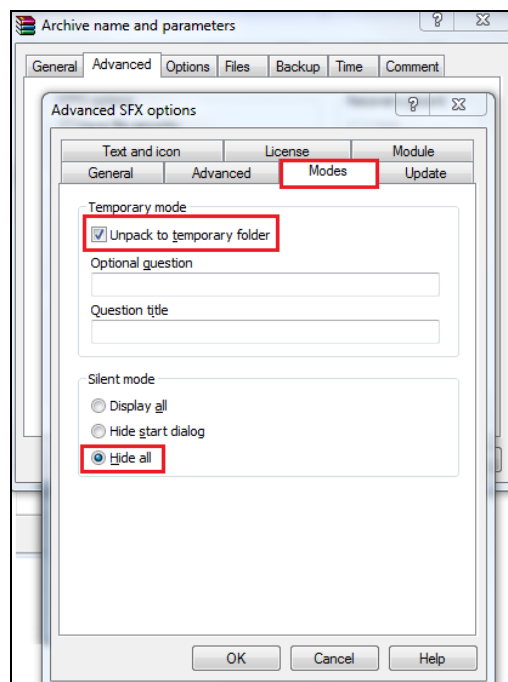 Archive name and parameters
General Advanced Options Files Backup Time Comment
Advanced SFX options
Text and icon License Module
General Advanced Modes Update
Temporary mode
Unpack to temporary folder
Optional question
Question title
Silent mode
Display all
Hide start dialog
Hide all
OK Cancel Help